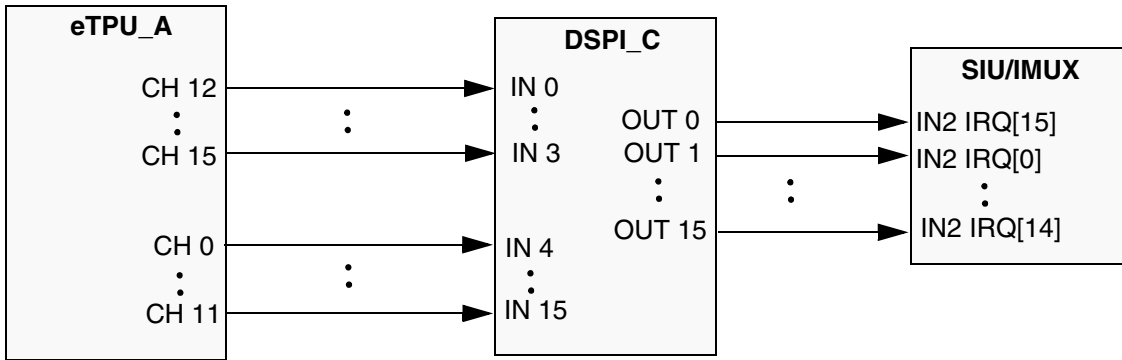 eTPU_A
CH 12
CH 15
CH 0
CH 11
DSPI_C
IN 0
IN 3
IN 4
IN 15
OUT 0
OUT 1
OUT 15
SIU/IMUX
IN2 IRQ[15]
IN2 IRQ[0]
IN2 IRQ[14]